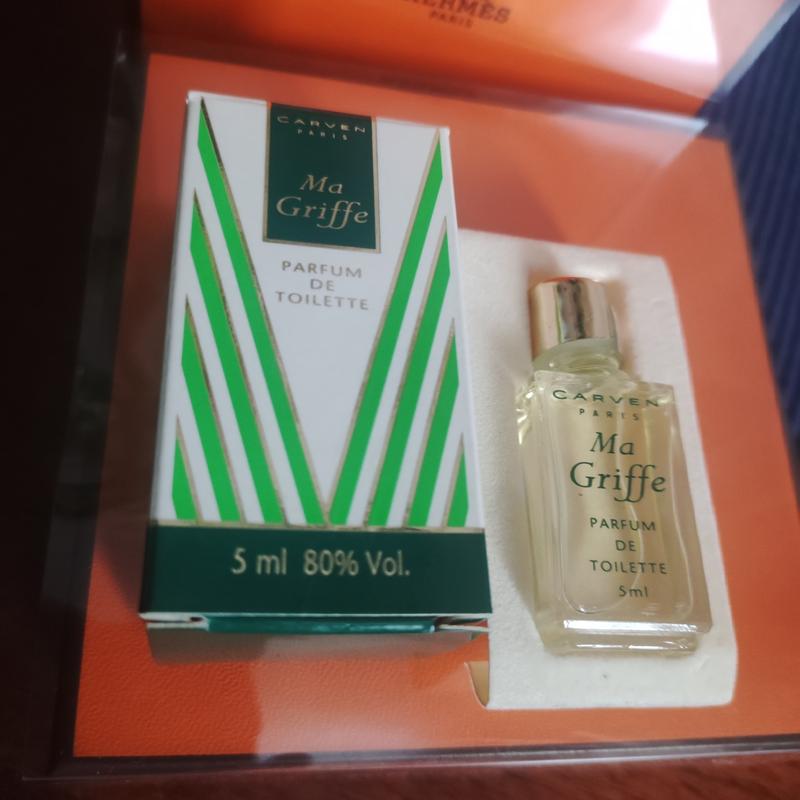 HERMÈS
PARIS
CARVEN
PARIS
Ma
Griffe
PARFUM
DE
TOILETTE
5 ml 80% Vol.
CARVEN
PARIS
Ma
Griffe
PARFUM
DE
TOILETTE
5ml